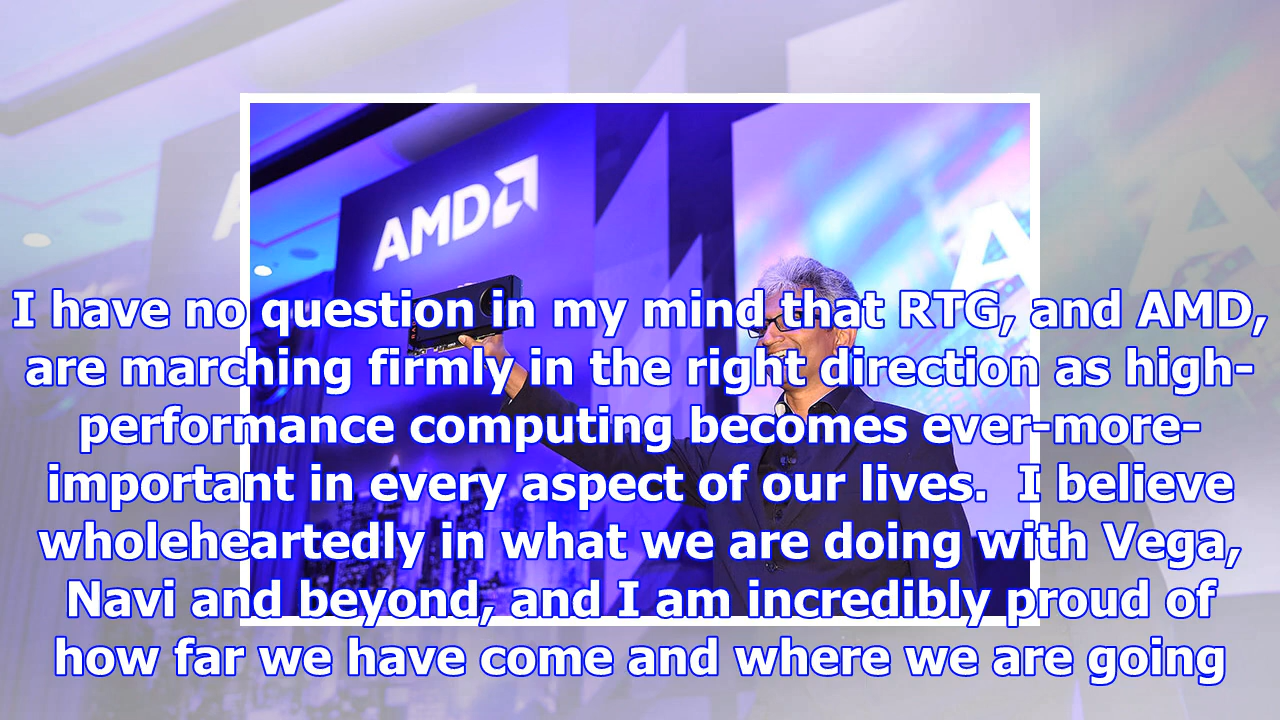 AMD
A
A
A
A
I have no question in my mind that RTG, and AMD,
are marching firmly in the right direction as high-
performance computing becomes ever-more-
important in every aspect of our lives.  I believe
wholeheartedly in what we are doing with Vega,
Navi and beyond, and I am incredibly proud of
how far we have come and where we are going